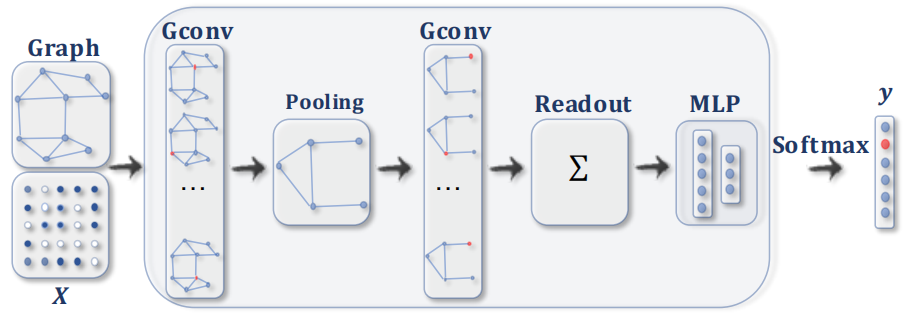 Graph
X
Gconv
...
Pooling
Gconv
...
Readout
Σ
MLP
Softmax
y